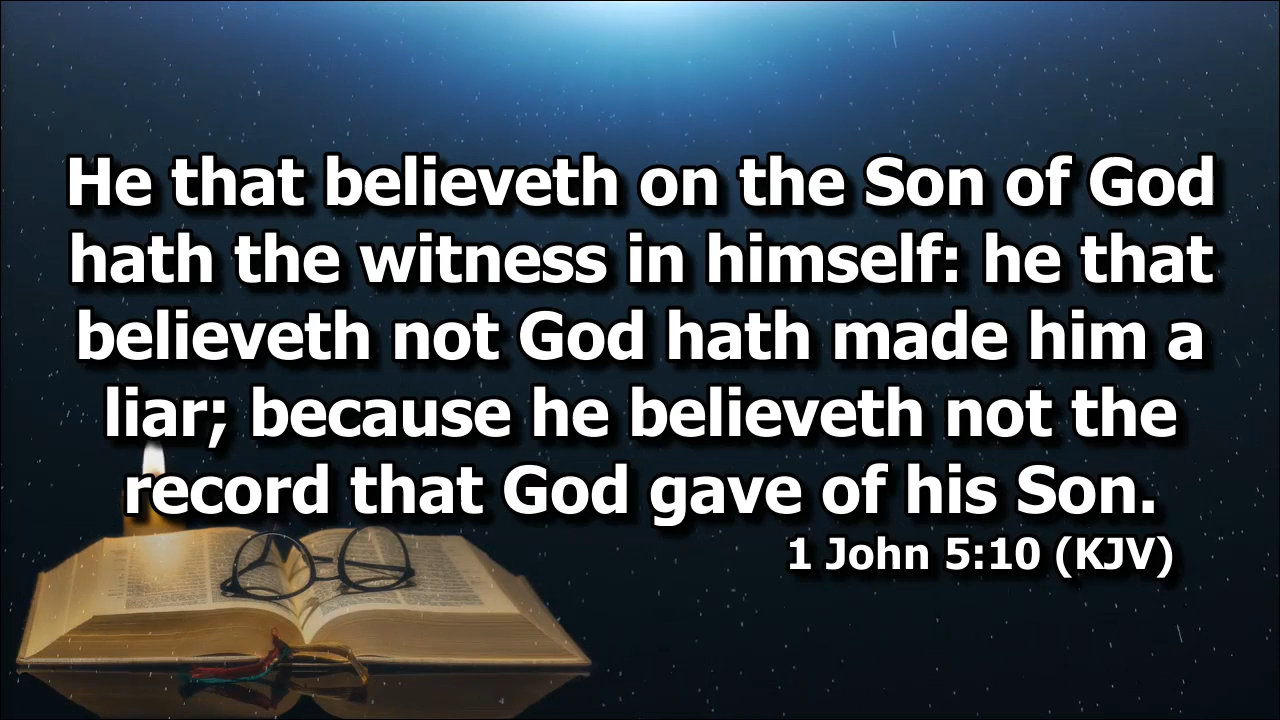 He that believeth on the Son of God
hath the witness in himself: he that
believeth not God hath made him a
liar; because he believeth not the
record that God gave of his Son.
1 John 5:10 (KJV)